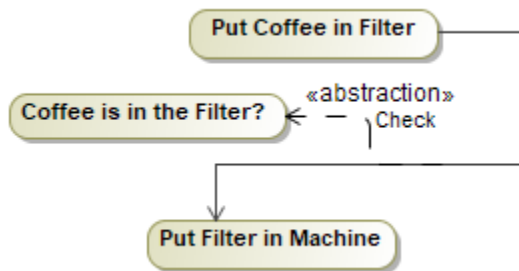 Put Coffee in Filter
«abstraction»
Coffee is in the Filter?
Check
Put Filter in Machine